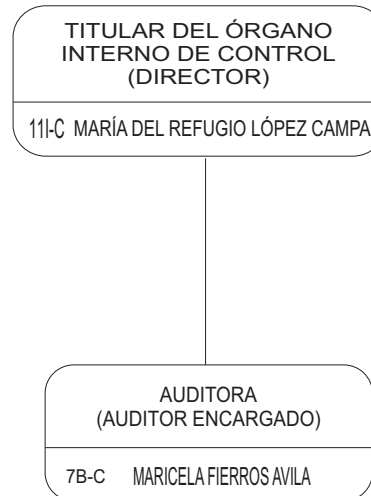 TITULAR DEL ÓRGANO
INTERNO DE CONTROL
(DIRECTOR)
11I-C MARÍA DEL REFUGIO LÓPEZ CAMPA
AUDITORA
(AUDITOR ENCARGADO)
7B-C MARICELA FIERROS AVILA